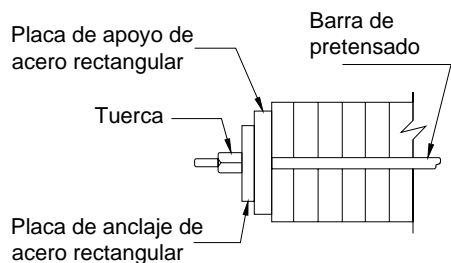 Placa de apoyo de
acero rectangular
Barra de
pretensado
Tuerca
Placa de anclaje de
acero rectangular